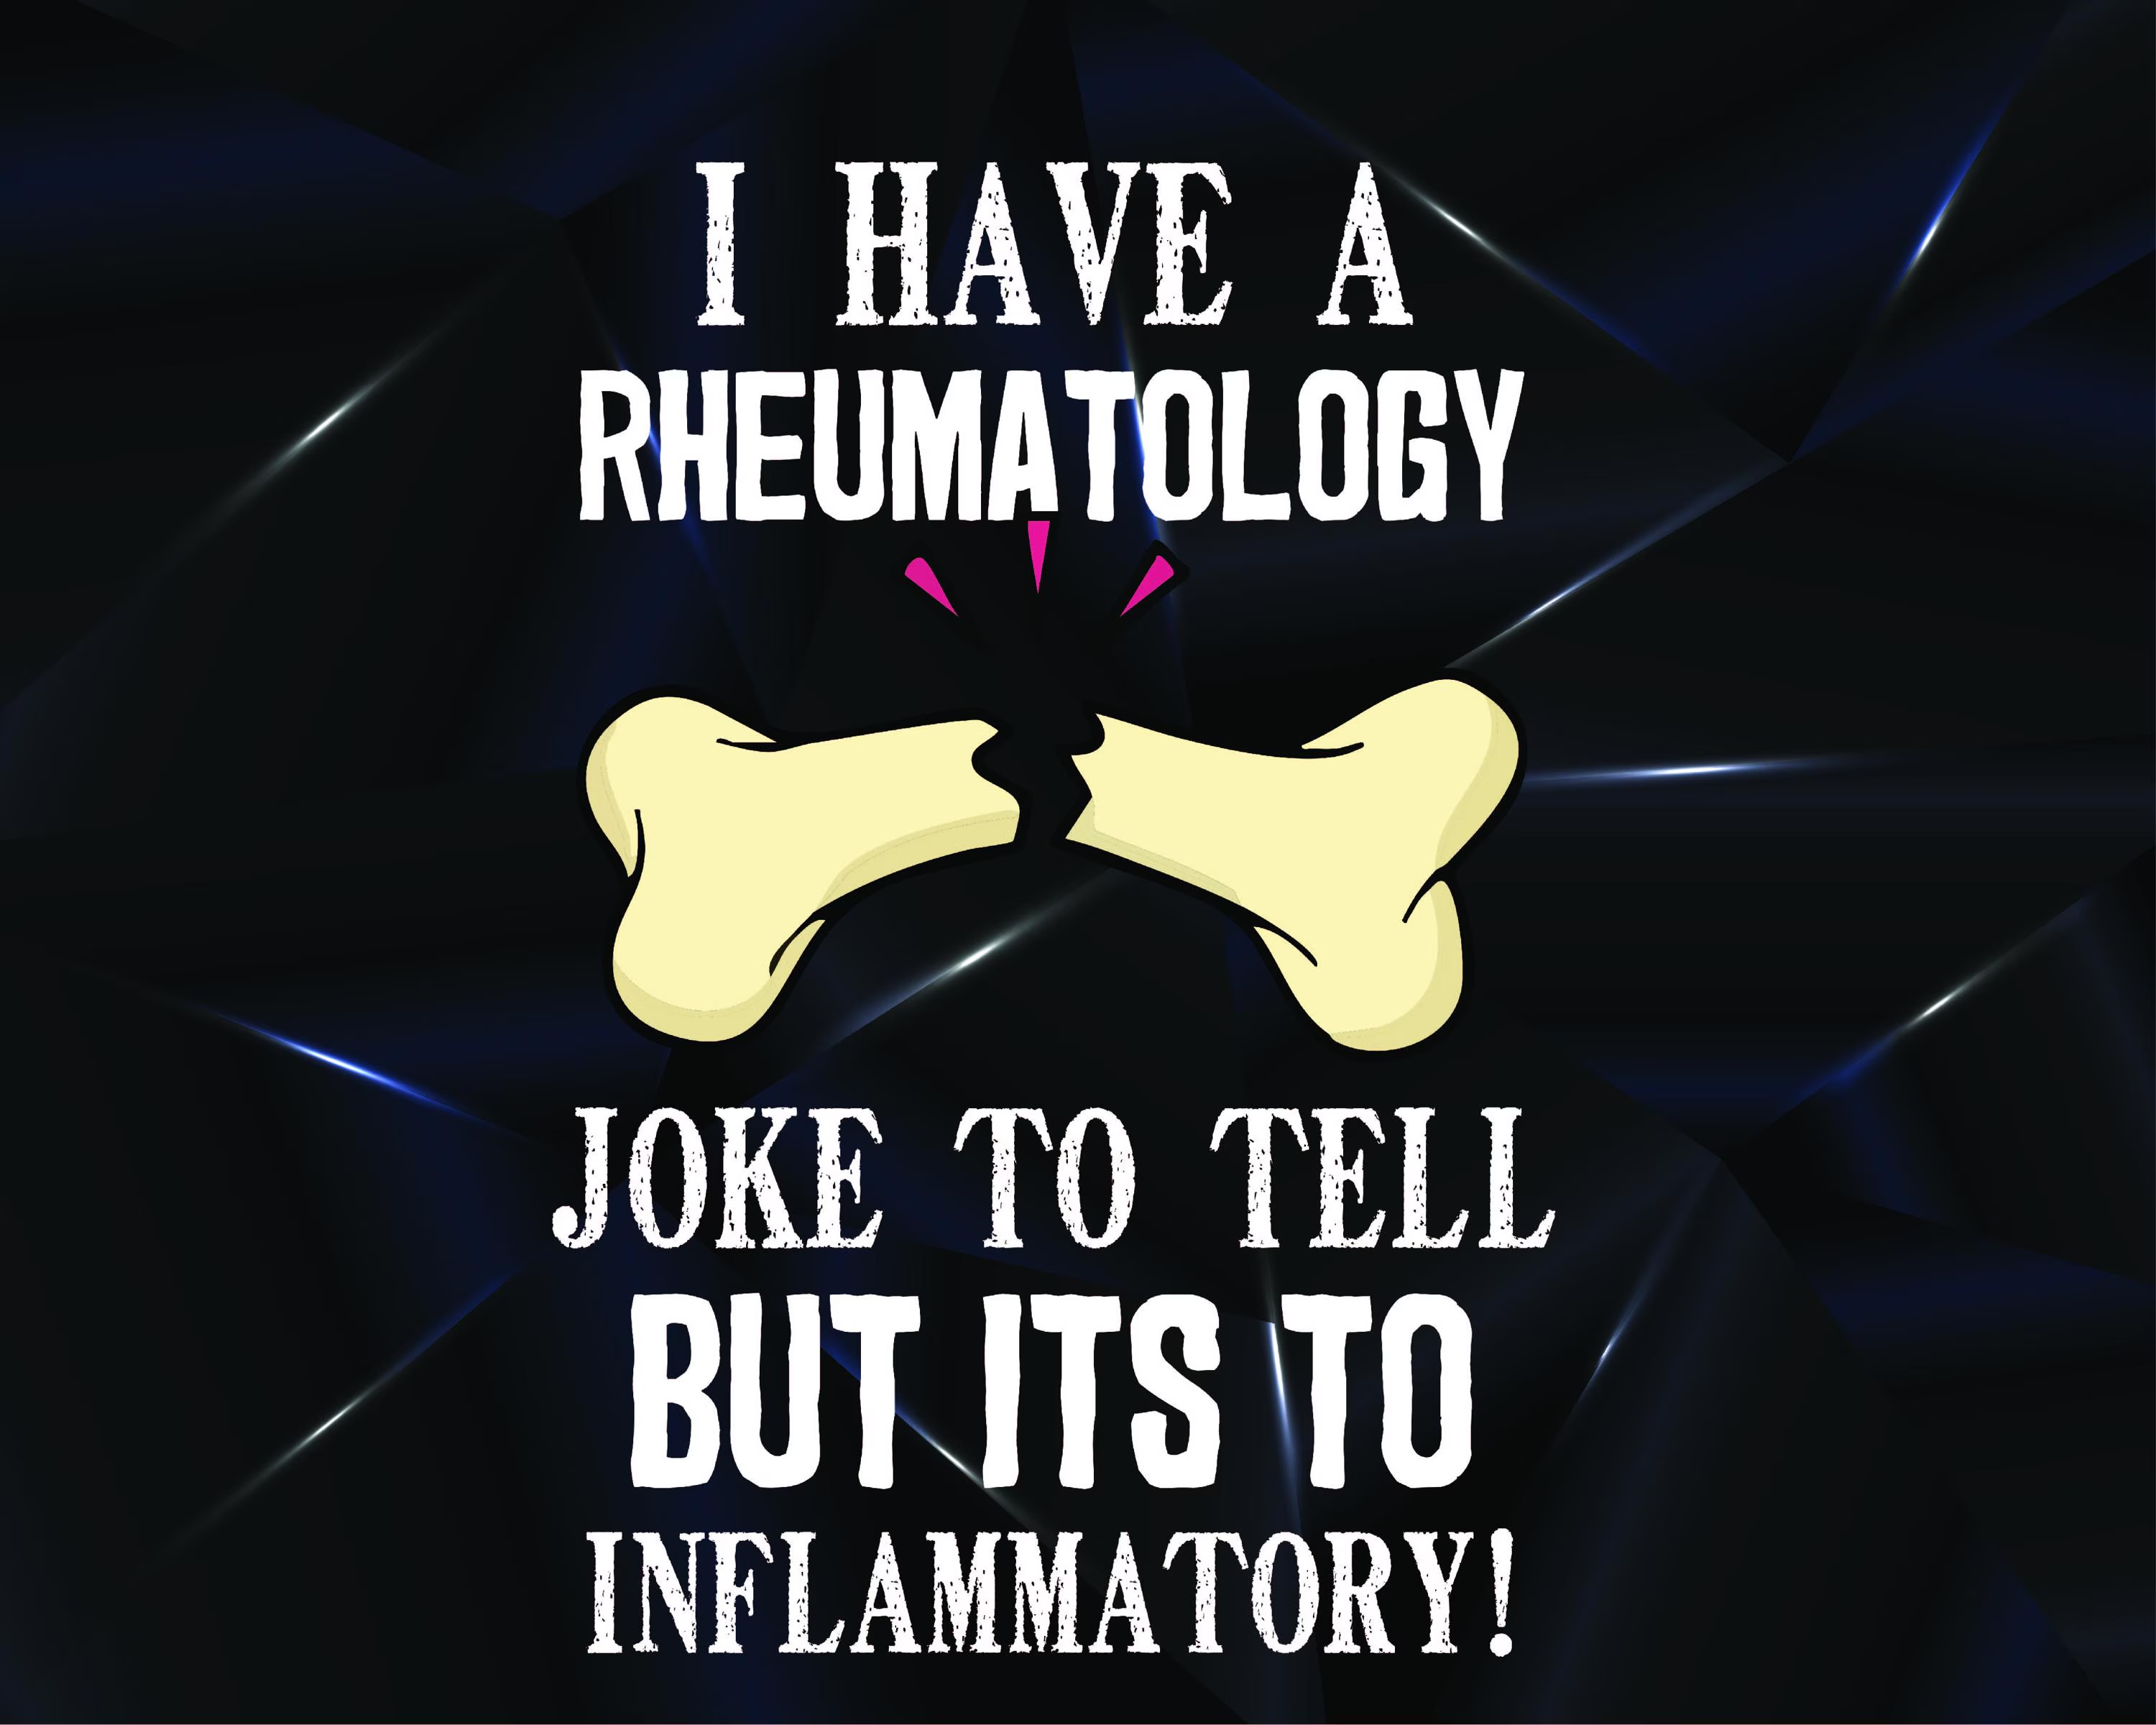 I HAVE A
RHEUMATOLOGY
JOKE TO TELL
BUT ITS TO
INFLAMMATORY!